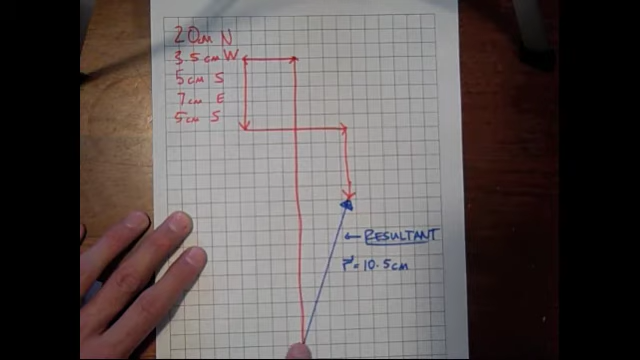 20cm N
3.5cm W
5cm S
7cm E
5cm S
← RESULTANT
r⃗ = 10.5cm